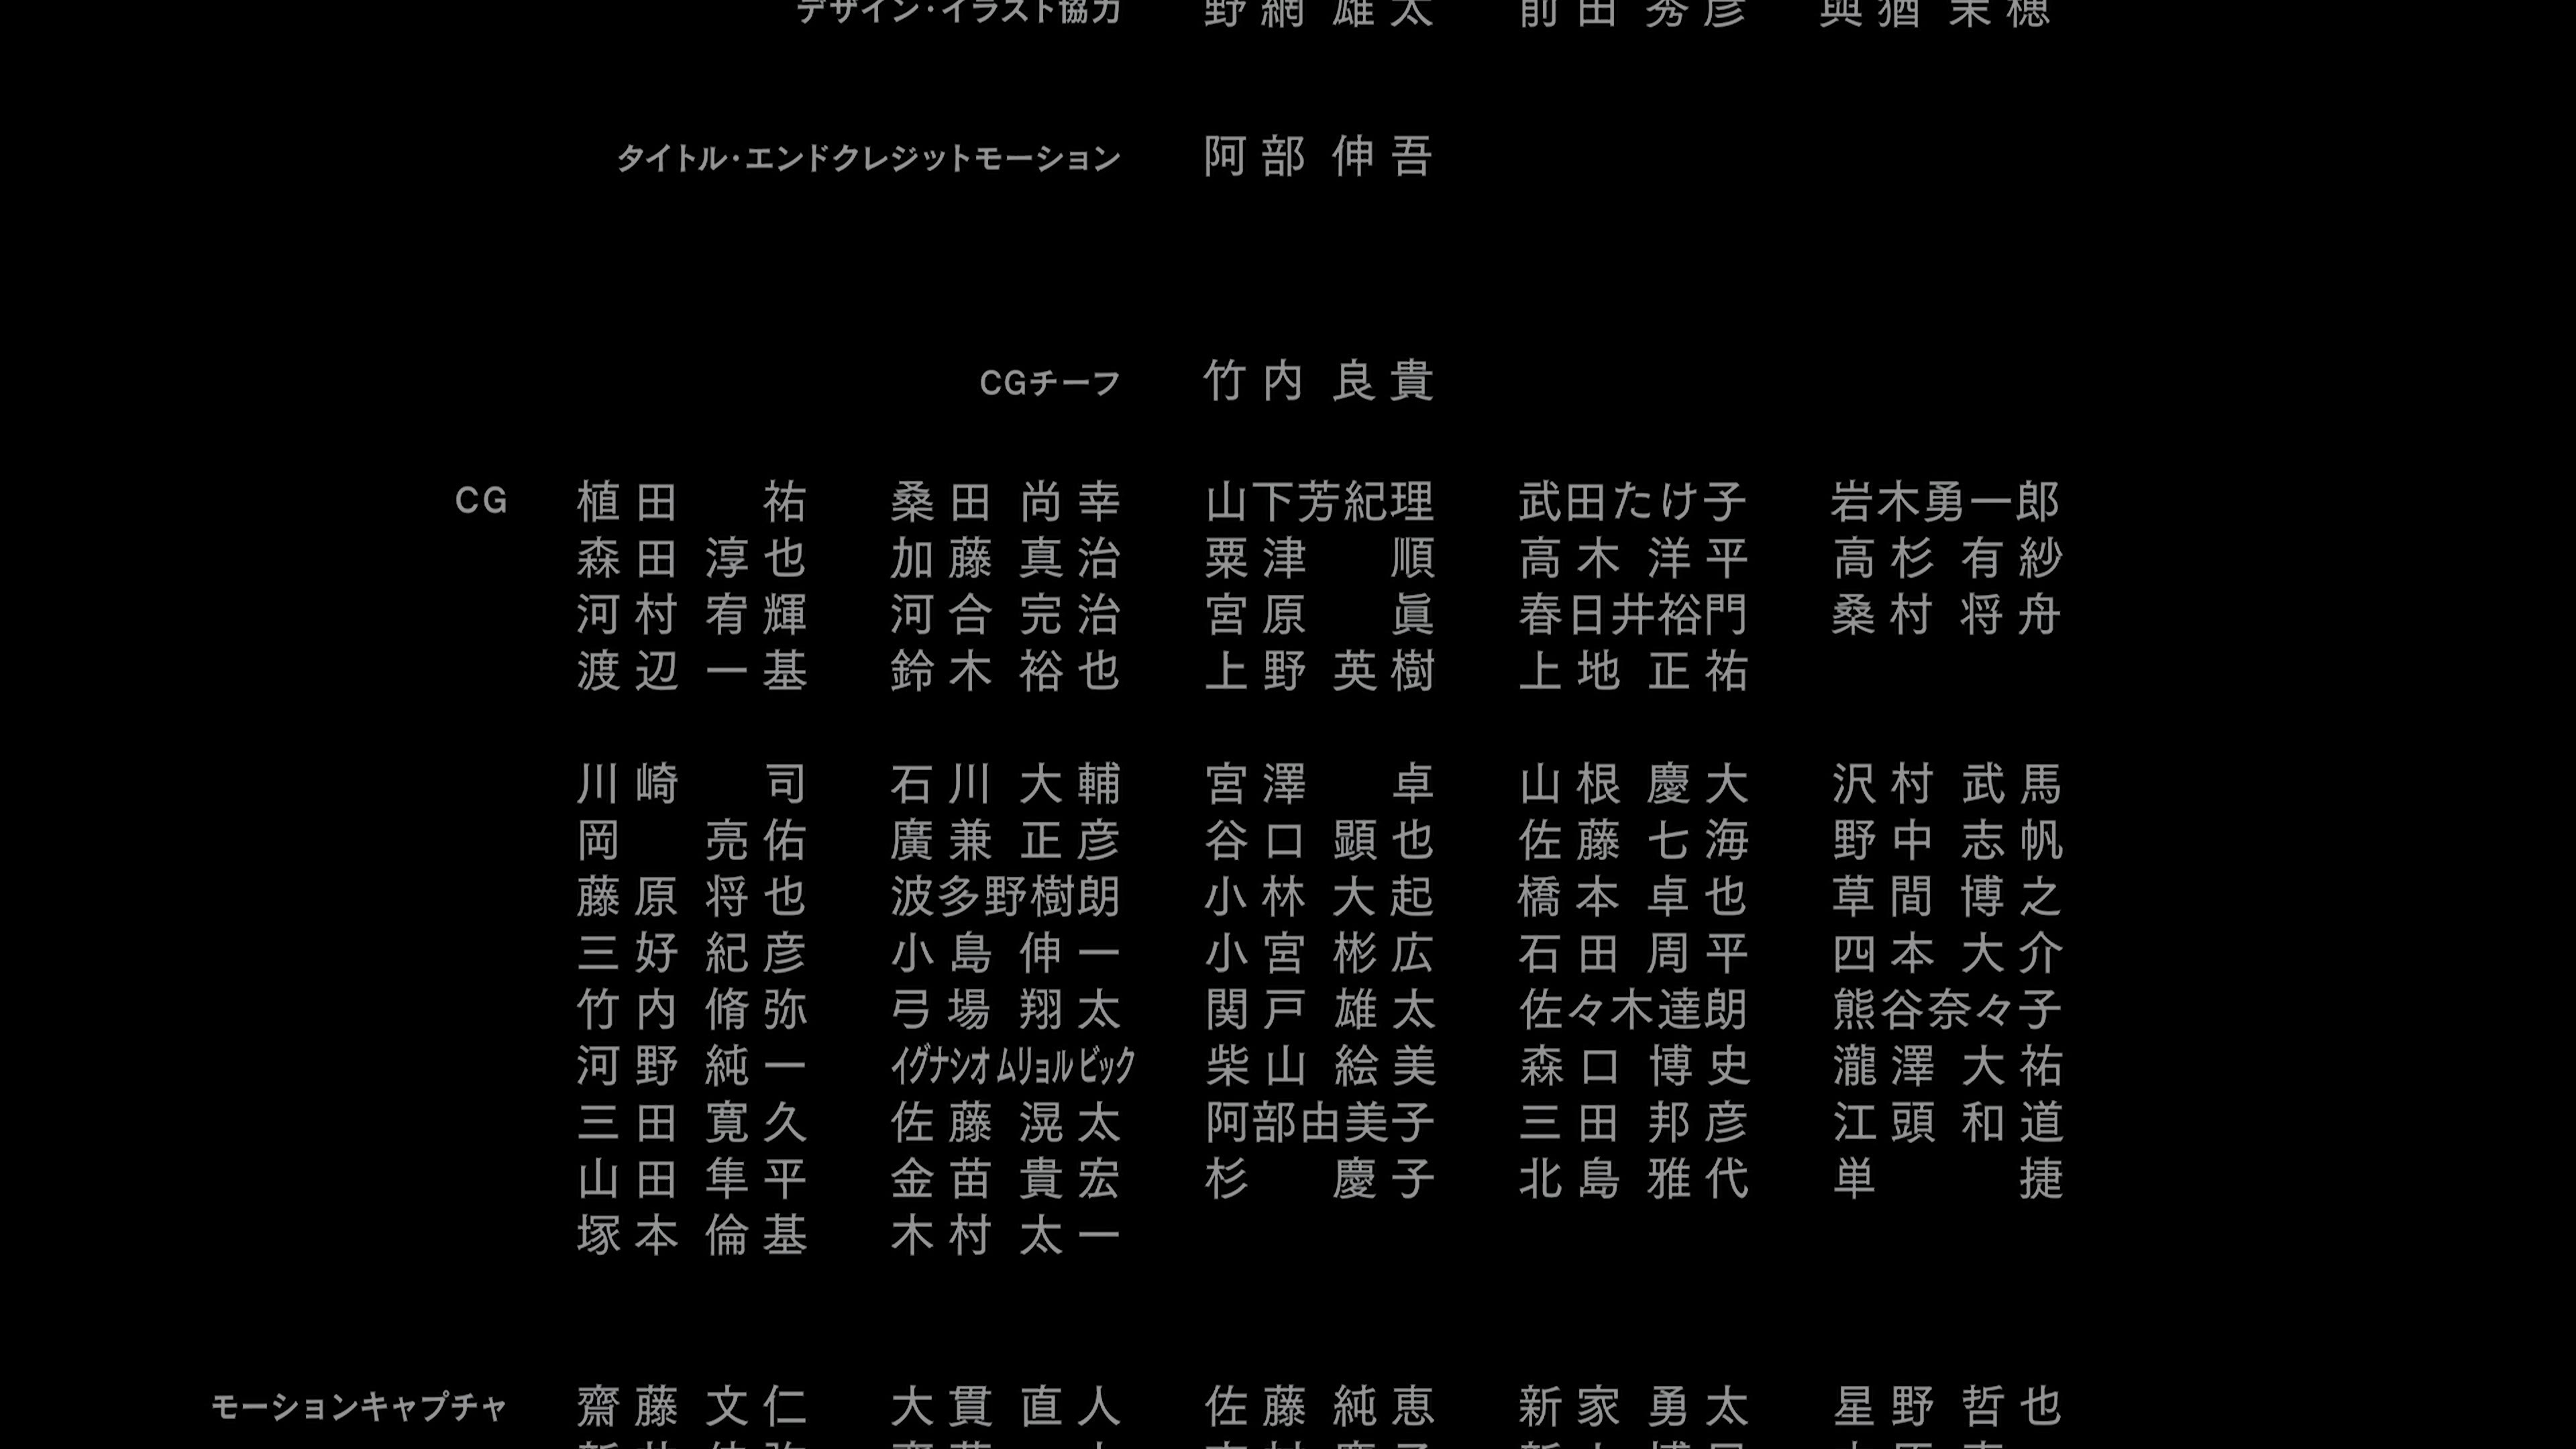 デザイン・イラスト協力 野網 雄太 前田 秀彦 與猶 茉穂
タイトル・エンドクレジットモーション 阿部 伸吾
CGチーフ 竹内 良貴
CG 植田 祐 桑田 尚幸 山下芳紀理 武田たけ子 岩木勇一郎
森田 淳也 加藤 真治 粟津 順 高木 洋平 高杉 有紗
河村 宥輝 河合 完治 宮原 眞 春日井裕門 桑村 将舟
渡辺 一基 鈴木 裕也 上野 英樹 上地 正祐
川崎 司 石川 大輔 宮澤 卓 山根 慶大 沢村 武馬
岡 亮佑 廣兼 正彦 谷口 顕也 佐藤 七海 野中 志帆
藤原 将也 波多野樹朗 小林 大起 橋本 卓也 草間 博之
三好 紀彦 小島 伸一 小宮 彬広 石田 周平 四本 大介
竹内 脩弥 弓場 翔太 関戸 雄太 佐々木達朗 熊谷奈々子
河野 純一 イグナシオ ムリョル ビック 柴山 絵美 森口 博史 瀧澤 大祐
三田 寛久 佐藤 滉太 阿部由美子 三田 邦彦 江頭 和道
山田 隼平 金苗 貴宏 杉 慶子 北島 雅代 単 捷
塚本 倫基 木村 太一
モーションキャプチャ 齋藤 文仁 大貫 直人 佐藤 純恵 新家 勇太 星野 哲也